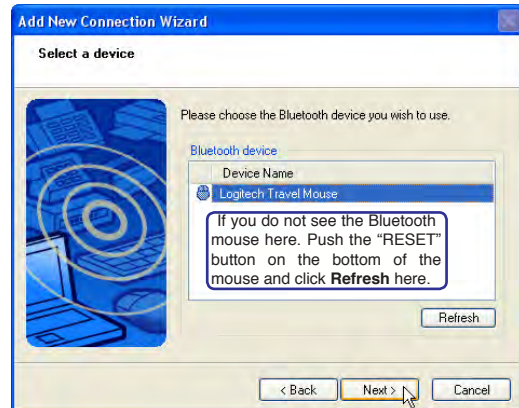 Add New Connection Wizard
Select a device
Please choose the Bluetooth device you wish to use.
Bluetooth device
Device Name
Logitech Travel Mouse
If you do not see the Bluetooth
mouse here. Push the “RESET”
button on the bottom of the
mouse and click Refresh here.
Refresh
< Back Next > Cancel